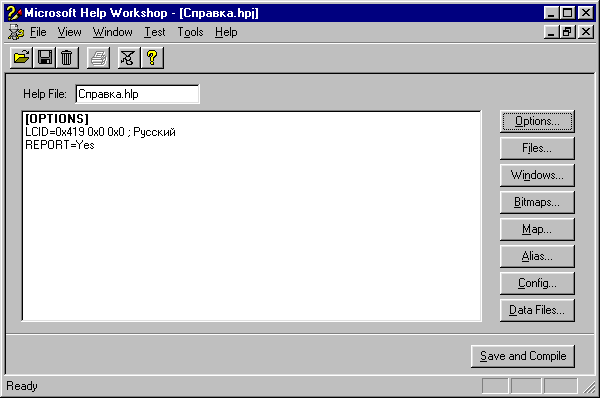 Microsoft Help Workshop - [Справка.hpj]
File View Window Test Tools Help
Help File: Справка.hlp
[OPTIONS]
LCID=0x419 0x0 0x0 ; Русский
REPORT=Yes
Options...
Files...
Windows...
Bitmaps...
Map...
Alias...
Config...
Data Files...
Save and Compile
Ready